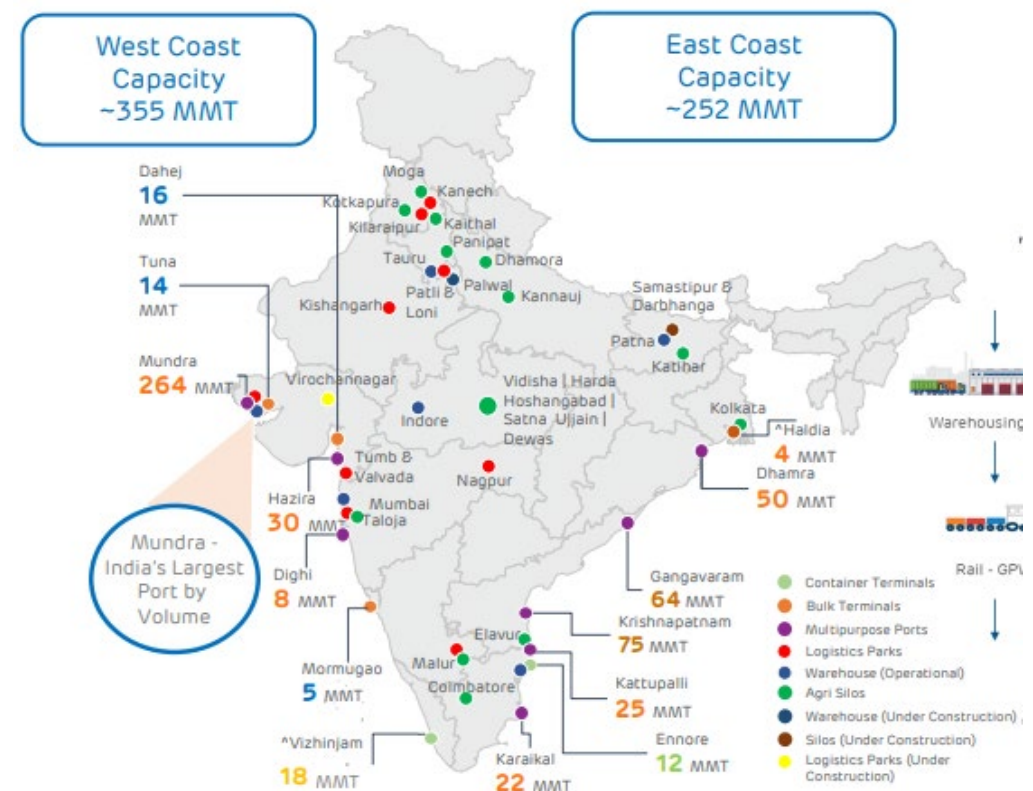 West Coast
Capacity
~355 MMT
East Coast
Capacity
~252 MMT
Dahej
16
MMT
Tuna
14
MMT
Mundra
264 MMT
Moga
Kanech
Kotkapura
Kilaraipur
Kaithal
Panipat
Tauru
Dhamora
Patli &
Loni
Palwal
Kannauj
Kishangarh
Samastipur &
Darbhanga
Patna
Katihar
Virochannagar
Indore
Vidisha | Harda
Hoshangabad |
Satna Ujjain |
Dewas
Kolkata
^Haldia
4 MMT
Dhamra
50 MMT
Warehousing
Tumb &
Valvada
Nagpur
Hazira
30 MMT
Mumbai
Taloja
Mundra -
India's Largest
Port by
Volume
Dighi
8 MMT
Gangavaram
64 MMT
Krishnapatnam
75 MMT
Rail - GPW
Mormugao
5 MMT
Elavur
Malur
Coimbatore
Kattupalli
25 MMT
^Vizhinjam
18 MMT
Karaikal
22 MMT
Ennore
12 MMT
Container Terminals
Bulk Terminals
Multipurpose Ports
Logistics Parks
Warehouse (Operational)
Agri Silos
Warehouse (Under Construction)
Silos (Under Construction)
Logistics Parks (Under
Construction)